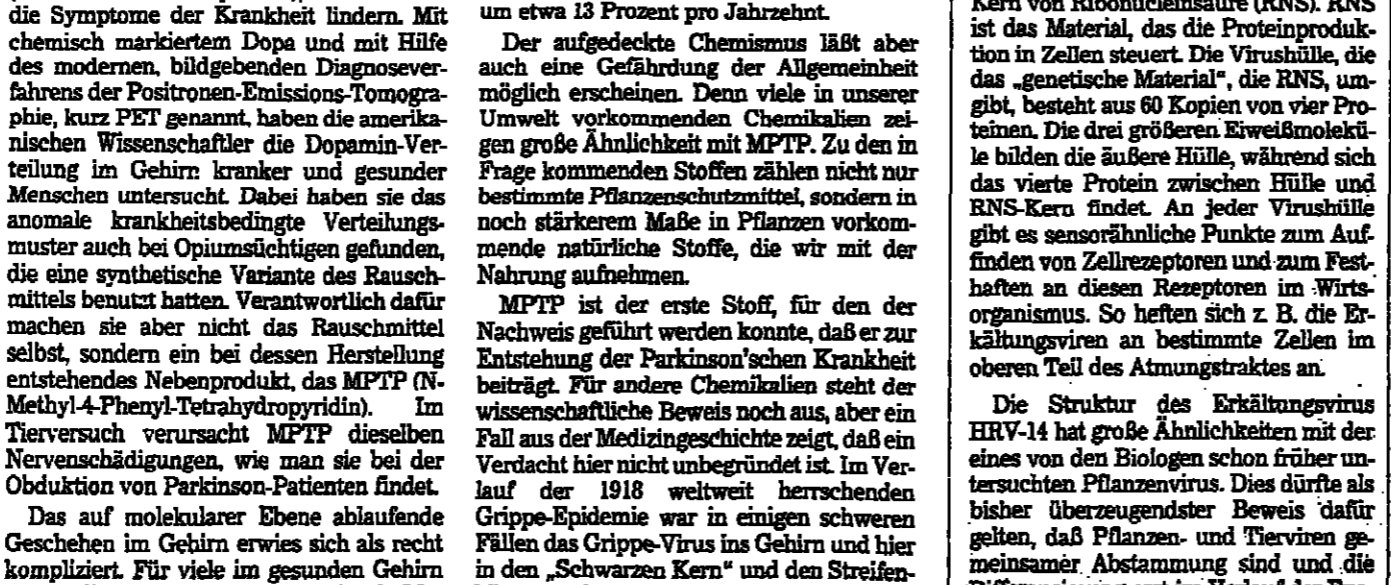 die Symptome der Krankheit lindern. Mit
chemisch markiertem Dopa und mit Hilfe
des modernen, bildgebenden Diagnosever-
fahrens der Positronen-Emissions-Tomogra-
phie, kurz PET genannt, haben die amerika-
nischen Wissenschaftler die Dopamin-Ver-
teilung im Gehirn kranker und gesunder
Menschen untersucht. Dabei haben sie das
anomale krankheitsbedingte Verteilungs-
muster auch bei Opiumsüchtigen gefunden,
die eine synthetische Variante des Rausch-
mittels benutzt hatten. Verantwortlich dafür
machen sie aber nicht das Rauschmittel
selbst, sondern ein bei dessen Herstellung
entstehendes Nebenprodukt, das MPTP (N-
Methyl-4-Phenyl-Tetrahydropyridin). Im
Tierversuch verursacht MPTP dieselben
Nervenschädigungen, wie man sie bei der
Obduktion von Parkinson-Patienten findet.
Das auf molekularer Ebene ablaufende
Geschehen im Gehirn erwies sich als recht
kompliziert. Für viele im gesunden Gehirn
um etwa 13 Prozent pro Jahrzehnt.
Der aufgedeckte Chemismus läßt aber
auch eine Gefährdung der Allgemeinheit
möglich erscheinen. Denn viele in unserer
Umwelt vorkommenden Chemikalien zei-
gen große Ähnlichkeit mit MPTP. Zu den in
Frage kommenden Stoffen zählen nicht nur
bestimmte Pflanzenschutzmittel, sondern in
noch stärkerem Maße in Pflanzen vorkom-
mende natürliche Stoffe, die wir mit der
Nahrung aufnehmen.
MPTP ist der erste Stoff, für den der
Nachweis geführt werden konnte, daß er zur
Entstehung der Parkinson'schen Krankheit
beiträgt. Für andere Chemikalien steht der
wissenschaftliche Beweis noch aus, aber ein
Fall aus der Medizingeschichte zeigt, daß ein
Verdacht hier nicht unbegründet ist. Im Ver-
lauf der 1918 weltweit herrschenden
Grippe-Epidemie war in einigen schweren
Fällen das Grippe-Virus ins Gehirn und hier
in den „Schwarzen Kern“ und den Streifen-
Kern von Ribonucleinsäure (RNS). RNS
ist das Material, das die Proteinproduk-
tion in Zellen steuert. Die Virushülle, die
das „genetische Material“, die RNS, um-
gibt, besteht aus 60 Kopien von vier Pro-
teinen. Die drei größeren Eiweißmolekü-
le bilden die äußere Hülle, während sich
das vierte Protein zwischen Hülle und
RNS-Kern findet. An jeder Virushülle
gibt es sensorähnliche Punkte zum Auf-
finden von Zellrezeptoren und zum Fest-
haften an diesen Rezeptoren im Wirts-
organismus. So heften sich z. B. die Er-
kältungsviren an bestimmte Zellen im
oberen Teil des Atmungstraktes an.
Die Struktur des Erkältungsvirus
HRV-14 hat große Ähnlichkeiten mit der
eines von den Biologen schon früher un-
tersuchten Pflanzenvirus. Dies dürfte als
bisher überzeugendster Beweis dafür
gelten, daß Pflanzen- und Tierviren ge-
meinsamer Abstammung sind und die